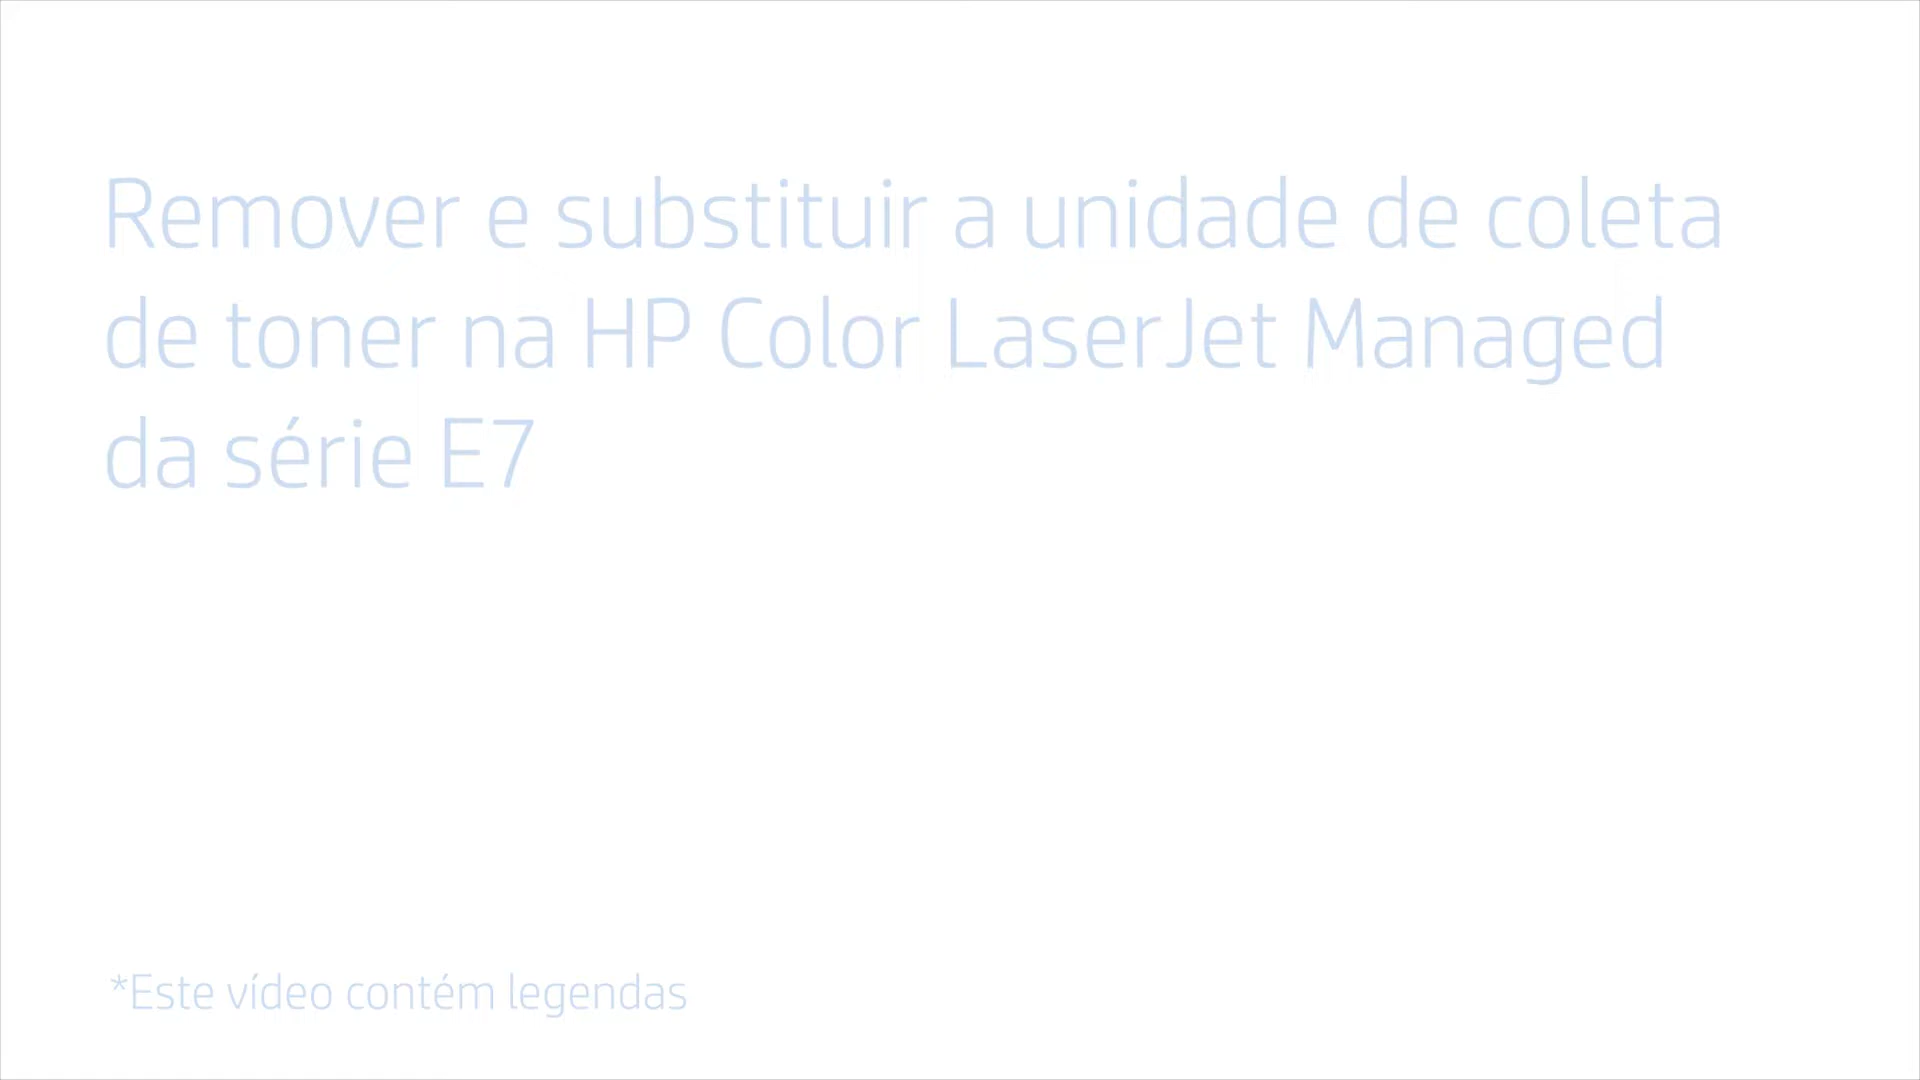 Remover e substituir a unidade de coleta
de toner na HP Color LaserJet Managed
da série E7
*Este vídeo contém legendas